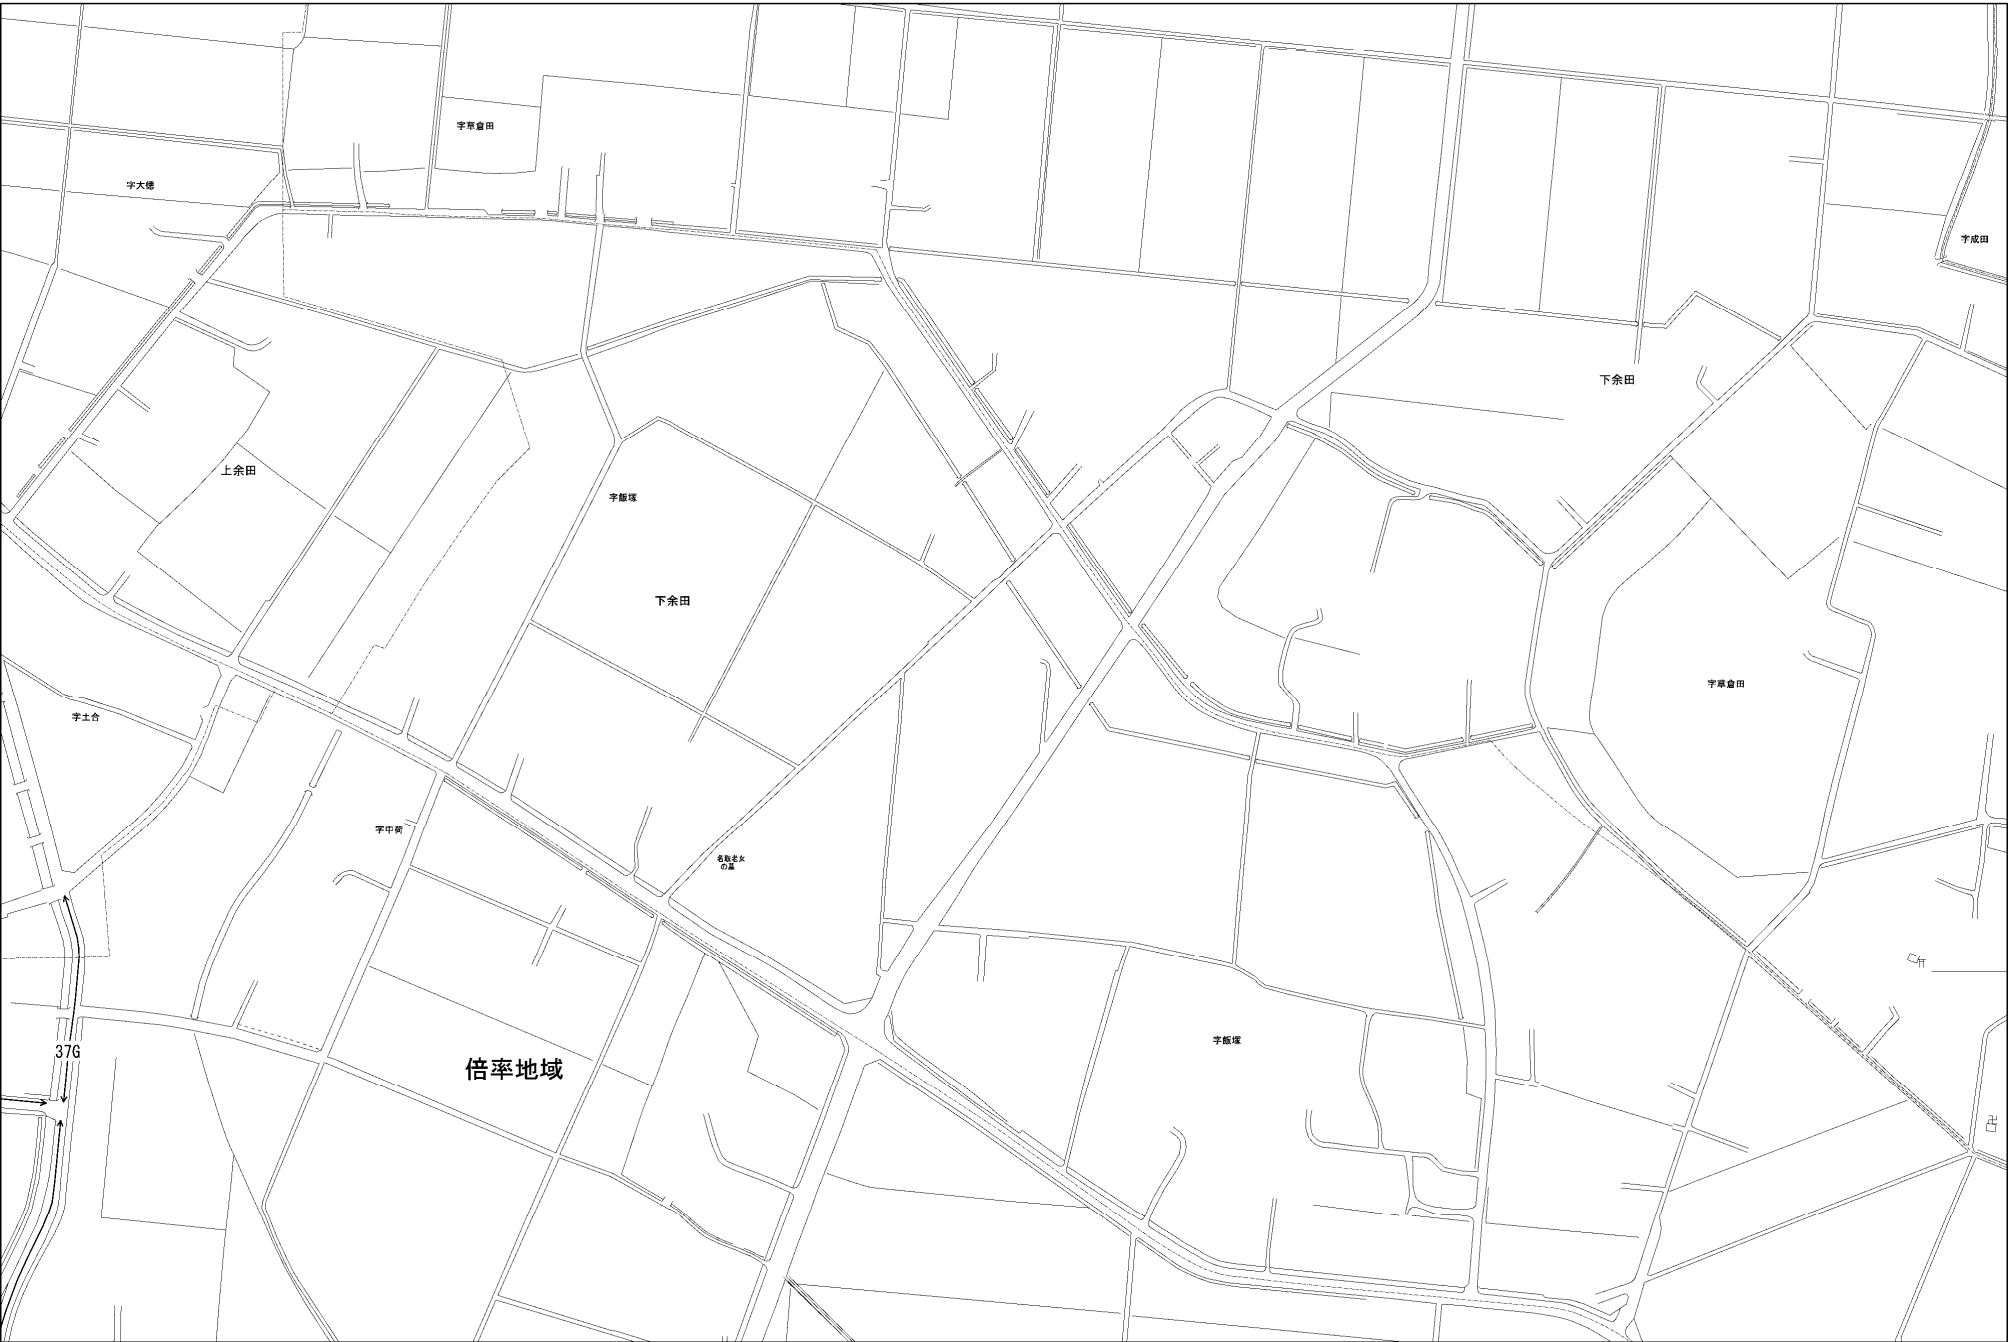 字草倉田
字大徳
字成田
下余田
上余田
字飯塚
下余田
字草倉田
字土合
字中荷
名取老女
の墓
字飯塚
37G
倍率地域